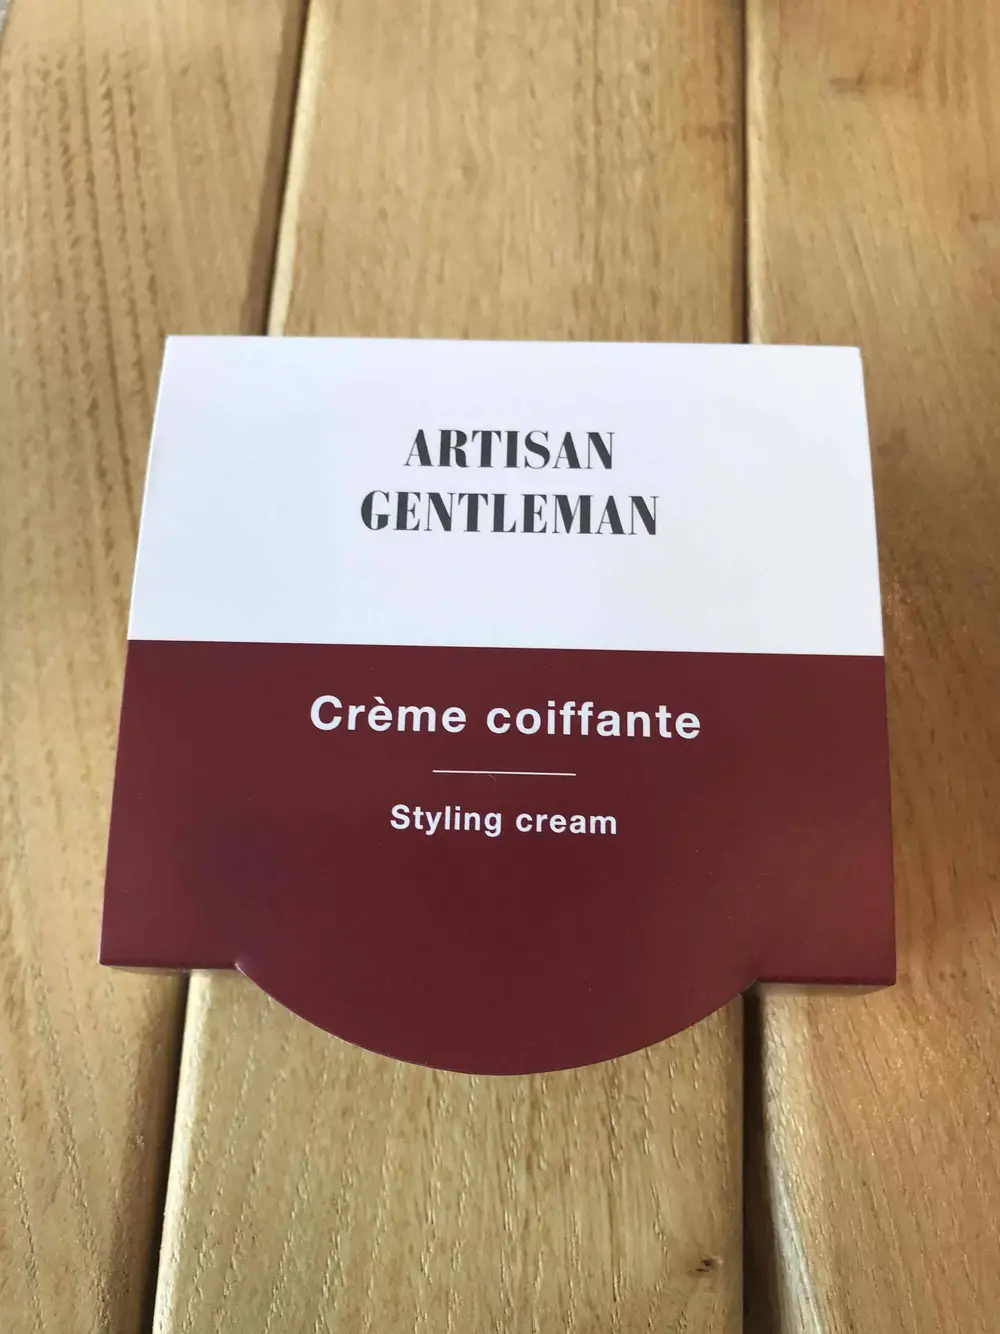 ARTISAN
GENTLEMAN
Crème coiffante
Styling cream